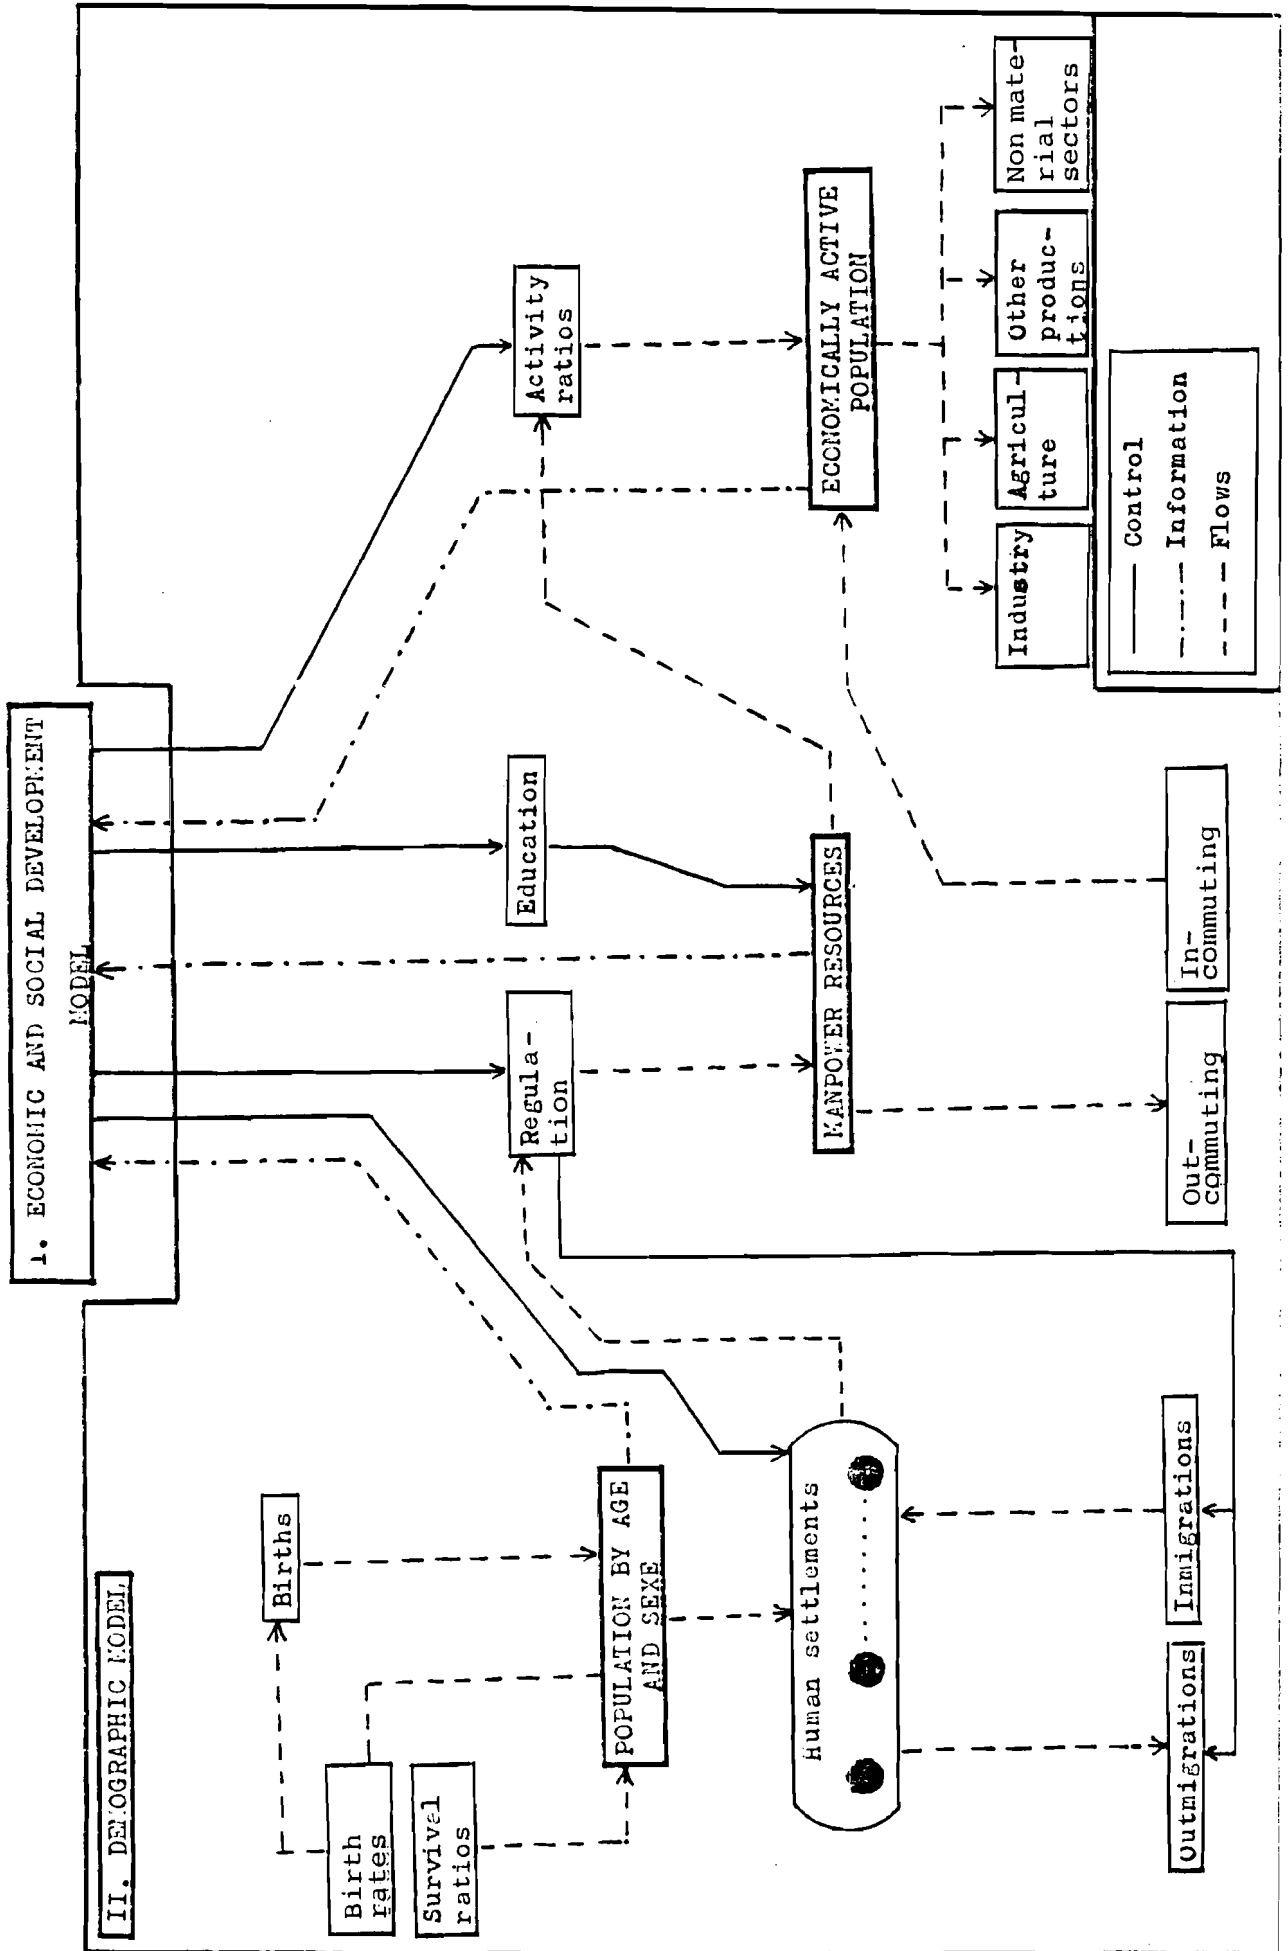 1. ECONOMIC AND SOCIAL DEVELOPMENT
MODEL
II. DEMOGRAPHIC MODEL
Birth
rates
Survival
ratios
Births
POPULATION BY AGE
AND SEXE
Human settlements
Outmigrations
Inmigrations
Regula-
tion
Education
MANPOWER RESOURCES
Out-
commuting
In-
commuting
Activity
ratios
ECONOMICALLY ACTIVE
POPULATION
Industry
Agricul-
ture
Other
produc-
tions
Non mate-
rial
sectors
Control
Information
Flows